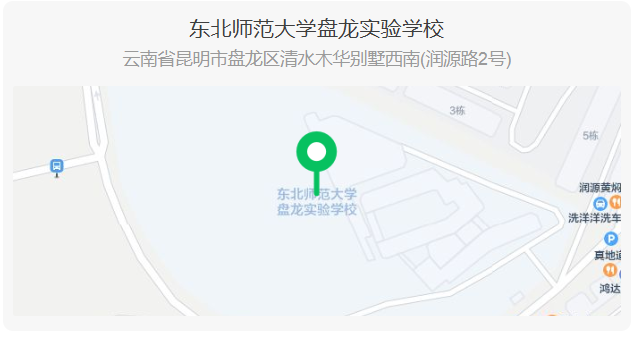 东北师范大学盘龙实验学校
云南省昆明市盘龙区清水木华别墅西南(润源路2号)
3栋
5栋
东北师范大学
盘龙实验学校
润源黄焖
洗洋洋洗车
P
真地道
鸿达